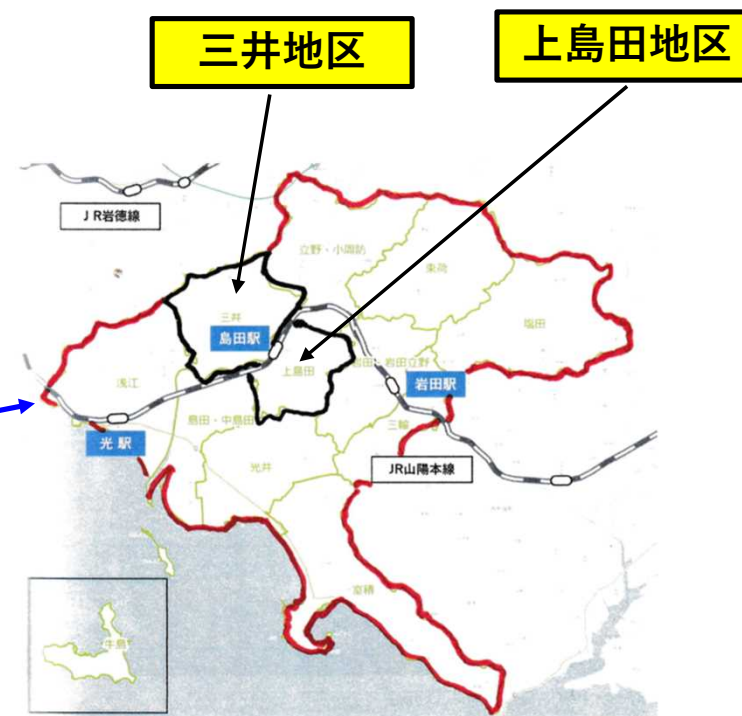 三井地区
上島田地区
JR岩徳線
立野・小周防
束荷
三井
塩田
島田駅
上島田
岩田・岩田立野
岩田駅
浅江
島田・中島田
三輪
光駅
光井
JR山陽本線
室積
牛島